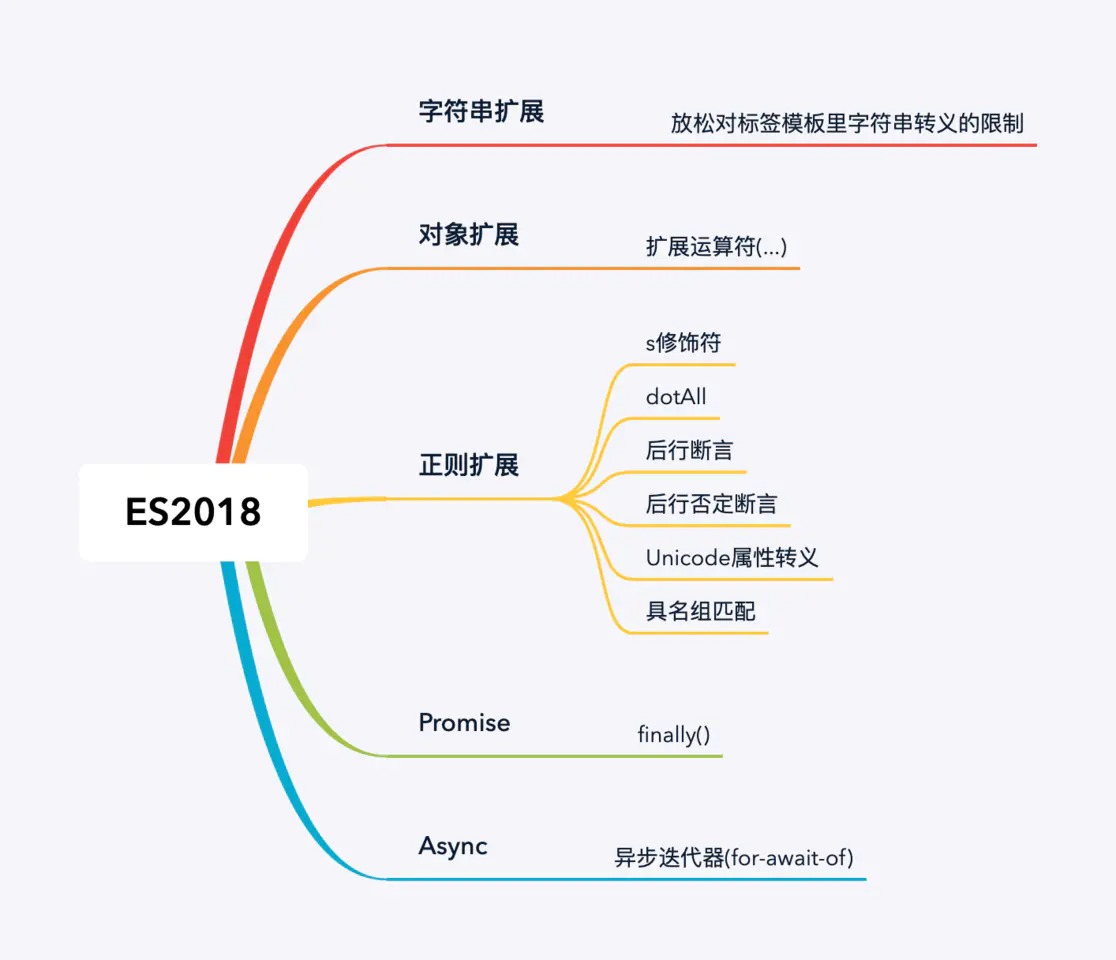 字符串扩展
放松对标签模板里字符串转义的限制
对象扩展
扩展运算符(...)
s修饰符
dotAll
后行断言
正则扩展
后行否定断言
ES2018
Unicode属性转义
具名组匹配
Promise
finally()
Async
异步迭代器(for-await-of)